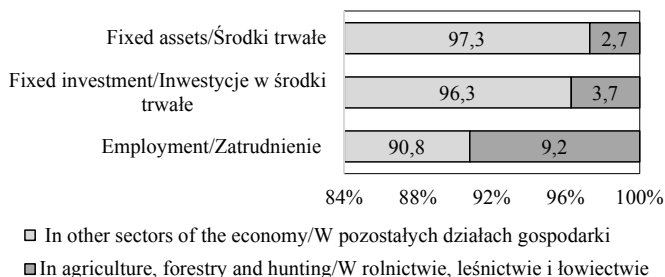 Fixed assets/Środki trwałe
97,3
2,7
Fixed investment/Inwestycje w środki
trwałe
96,3
3,7
Employment/Zatrudnienie
90,8
9,2
84% 88% 92% 96% 100%
In other sectors of the economy/W pozostałych działach gospodarki
In agriculture, forestry and hunting/W rolnictwie, leśnictwie i łowiectwie